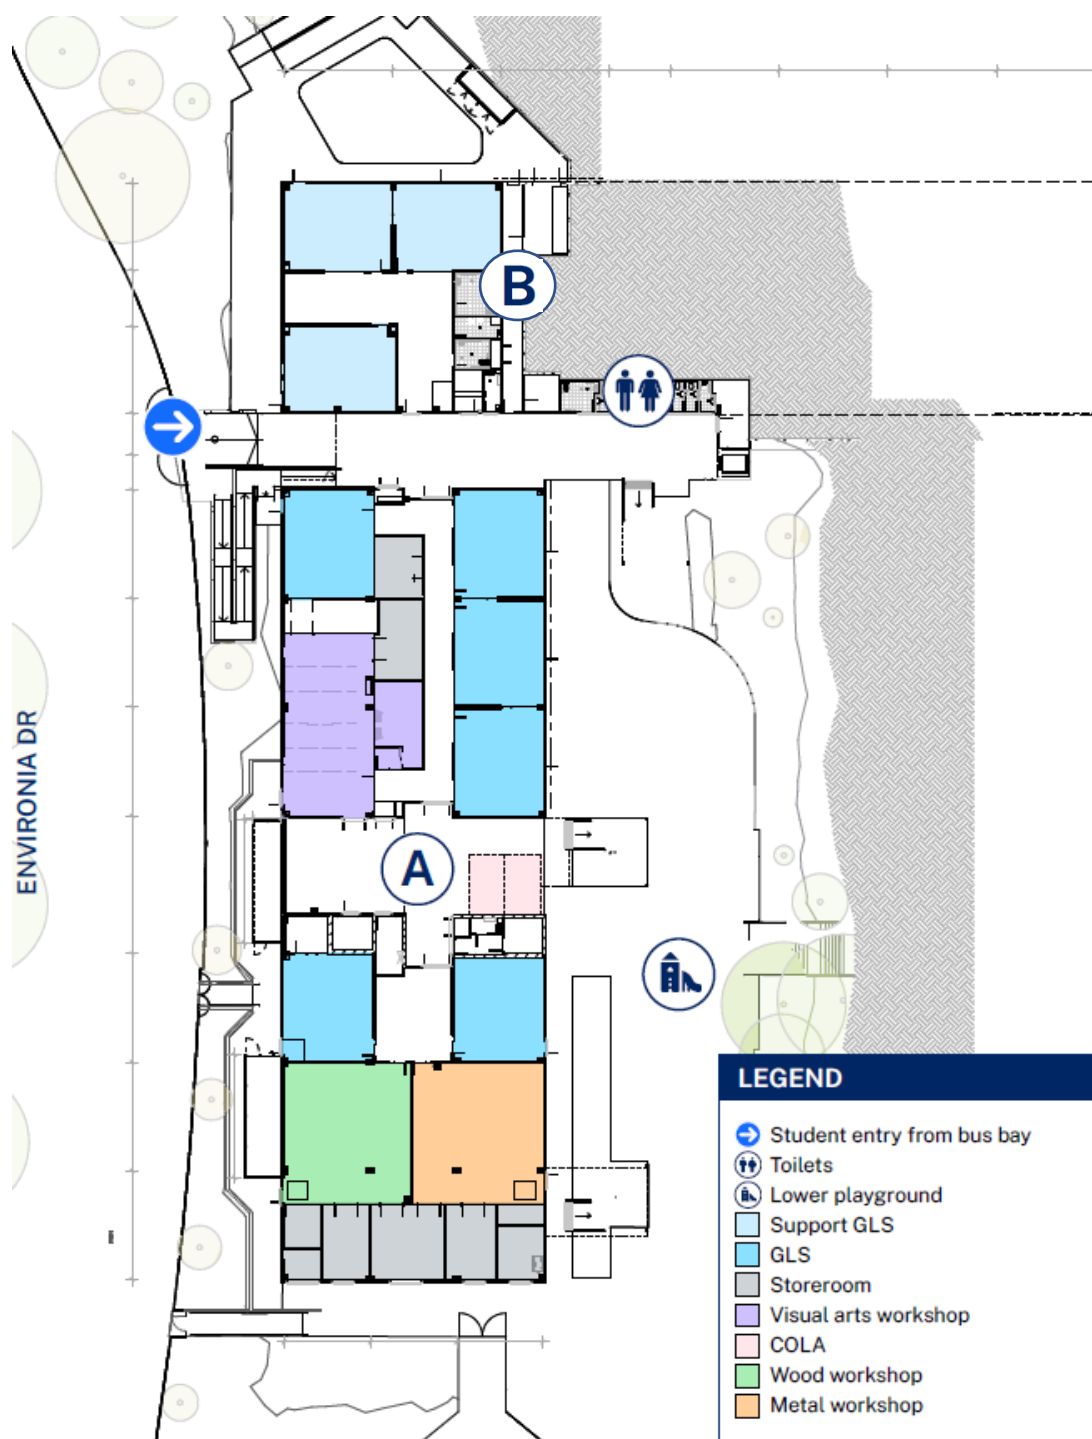 B
ENVIRONIA DR
A
LEGEND
Student entry from bus bay
Toilets
Lower playground
Support GLS
GLS
Storeroom
Visual arts workshop
COLA
Wood workshop
Metal workshop